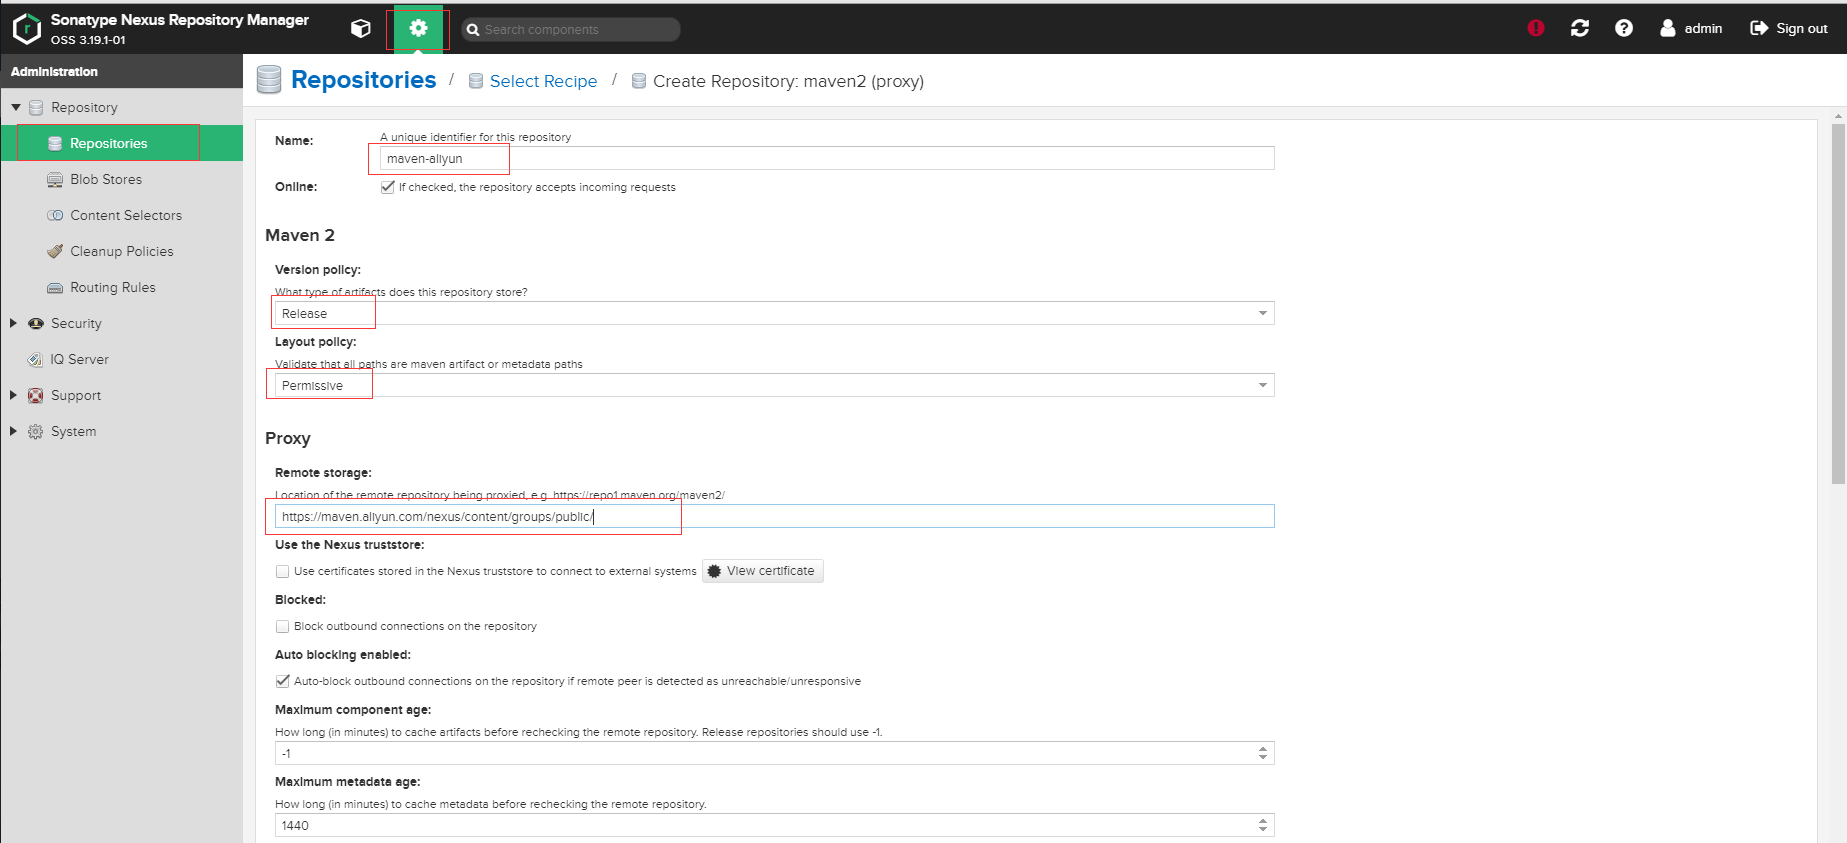 Sonatype Nexus Repository Manager
OSS 3.19.1-01
Search components
admin
Sign out
Administration
Repository
Repositories
Blob Stores
Content Selectors
Cleanup Policies
Routing Rules
Security
IQ Server
Support
System
Repositories / Select Recipe / Create Repository: maven2 (proxy)
Name:
A unique identifier for this repository
maven-aliyun
Online:
If checked, the repository accepts incoming requests
Maven 2
Version policy:
What type of artifacts does this repository store?
Release
Layout policy:
Validate that all paths are maven artifact or metadata paths
Permissive
Proxy
Remote storage:
Location of the remote repository being proxied, e.g. https://repo1.maven.org/maven2/
https://maven.aliyun.com/nexus/content/groups/public/
Use the Nexus truststore:
Use certificates stored in the Nexus truststore to connect to external systems
View certificate
Blocked:
Block outbound connections on the repository
Auto blocking enabled:
Auto-block outbound connections on the repository if remote peer is detected as unreachable/unresponsive
Maximum component age:
How long (in minutes) to cache artifacts before rechecking the remote repository. Release repositories should use -1.
-1
Maximum metadata age:
How long (in minutes) to cache metadata before rechecking the remote repository.
1440